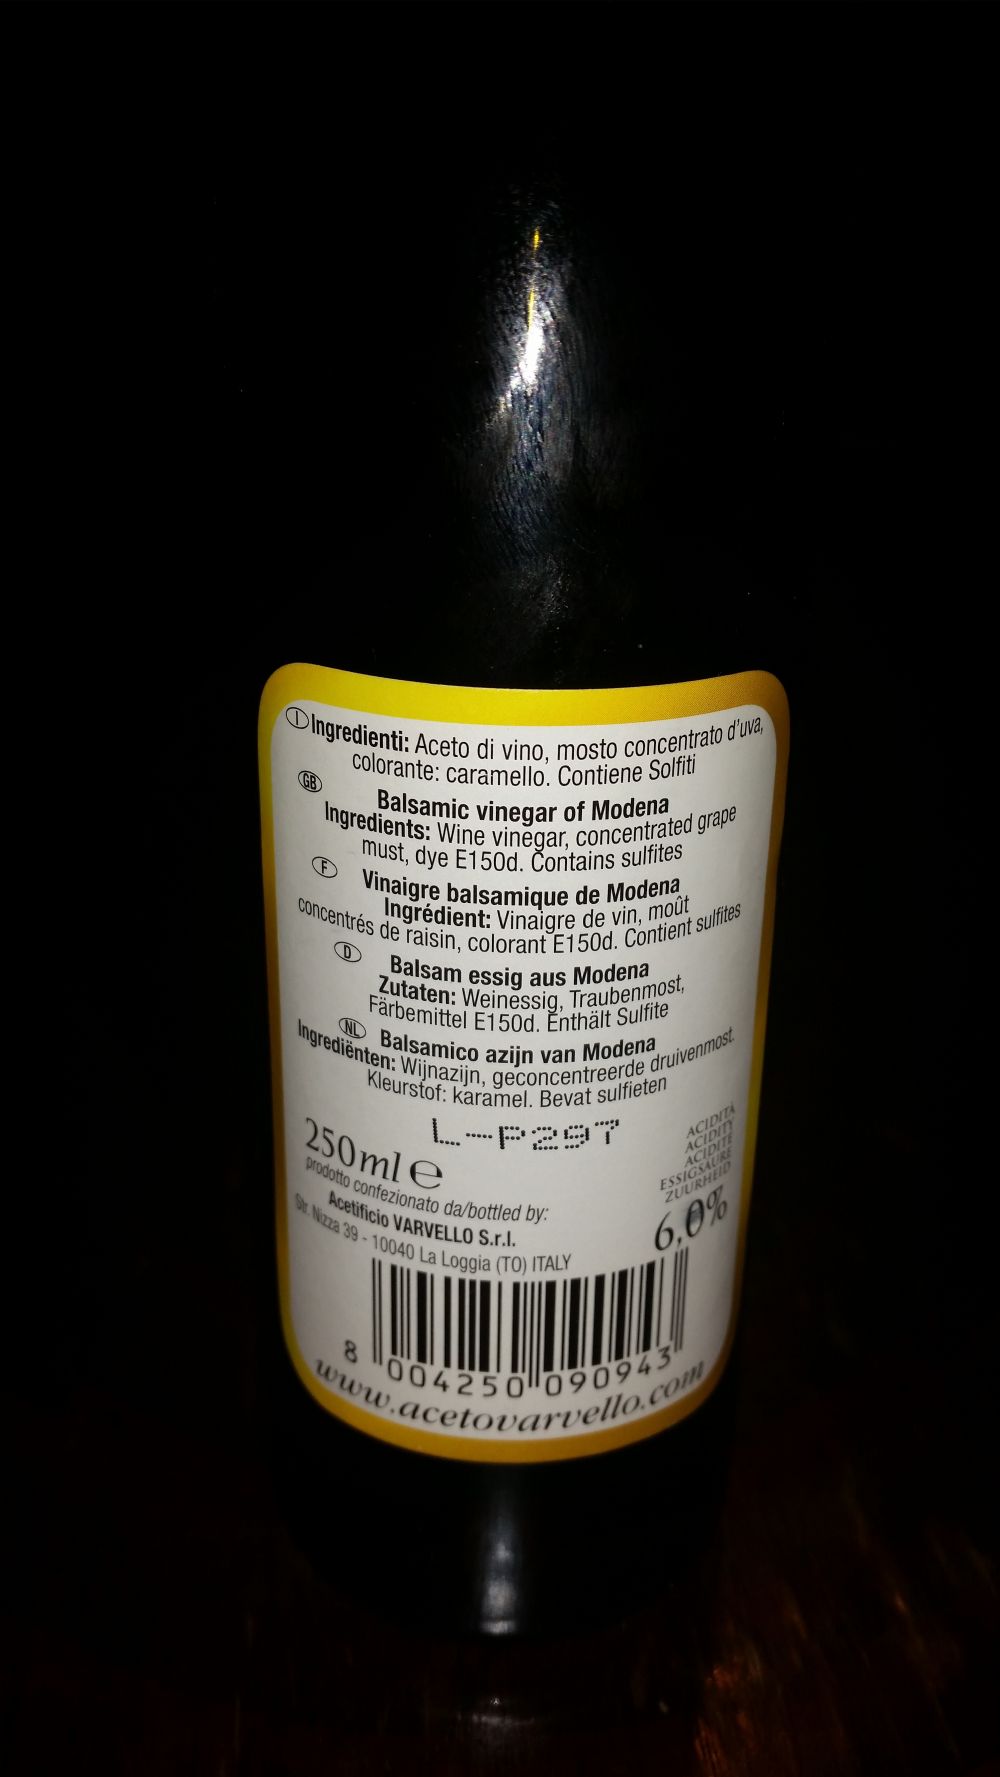 I Ingredienti: Aceto di vino, mosto concentrato d'uva,
colorante: caramello. Contiene Solfiti
GB
Balsamic vinegar of Modena
Ingredients: Wine vinegar, concentrated grape
must, dye E150d. Contains sulfites
F
Vinaigre balsamique de Modena
Ingrédient: Vinaigre de vin, moût
concentrés de raisin, colorant E150d. Contient sulfites
D
Balsam essig aus Modena
Zutaten: Weinessig, Traubenmost,
Färbemittel E150d. Enthält Sulfite
NL
Balsamico azijn van Modena
Ingrediënten: Wijnazijn, geconcentreerde druivenmost.
Kleurstof: karamel. Bevat sulfieten
L-P297
250 ml e
prodotto confezionato da/bottled by:
Acetificio VARVELLO S.r.l.
Str. Nizza 39 - 10040 La Loggia (TO) ITALY
ACIDITÀ
ACIDITY
ACIDITÉ
ESSIGSÄURE
ZUURHEID
6,0%
8 004250 090943
www.acetovarvello.com